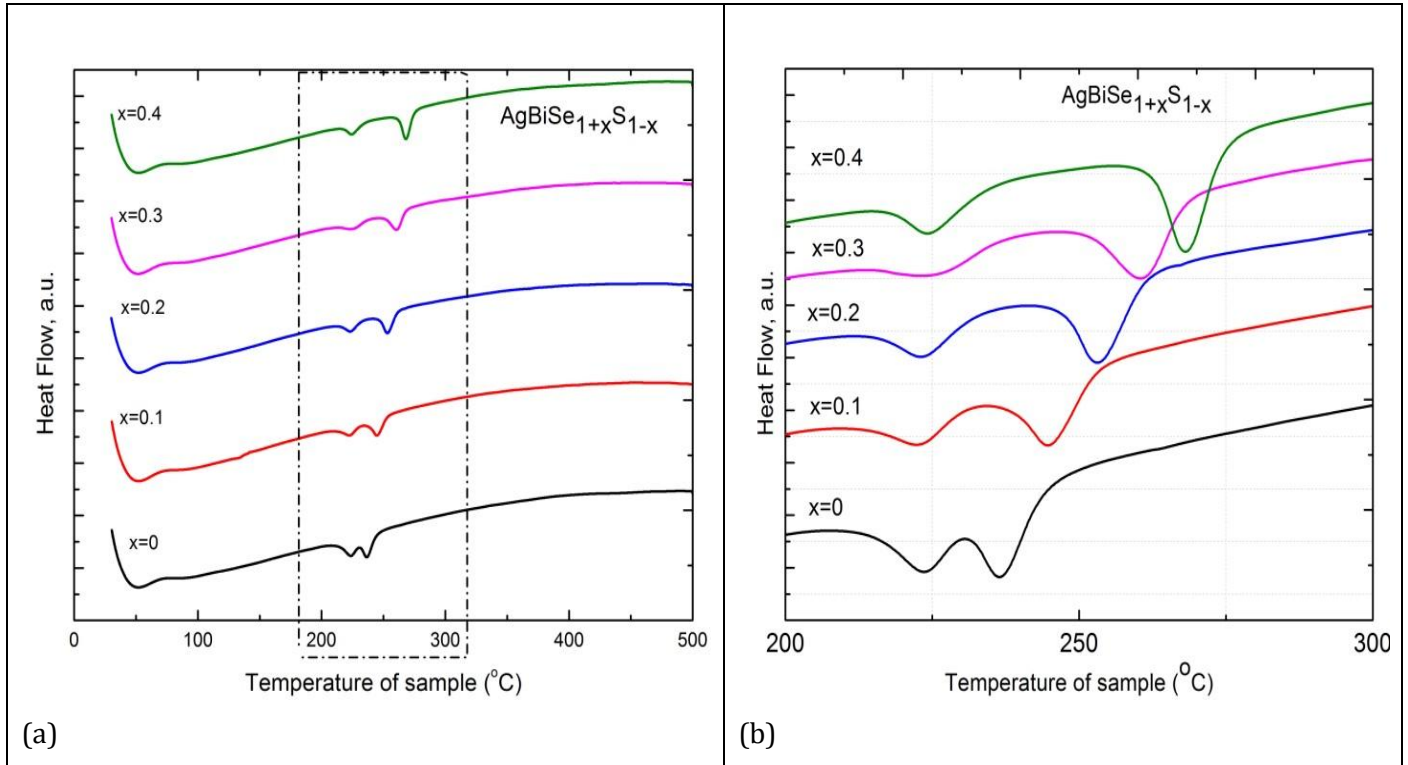 AgBiSe1+xS1-x
x=0.4
x=0.3
x=0.2
x=0.1
x=0
Heat Flow, a.u.
0 100 200 300 400 500
Temperature of sample (°C)
(a)
AgBiSe1+xS1-x
x=0.4
x=0.3
x=0.2
x=0.1
x=0
Heat Flow, a.u.
200 250 300
Temperature of sample (°C)
(b)